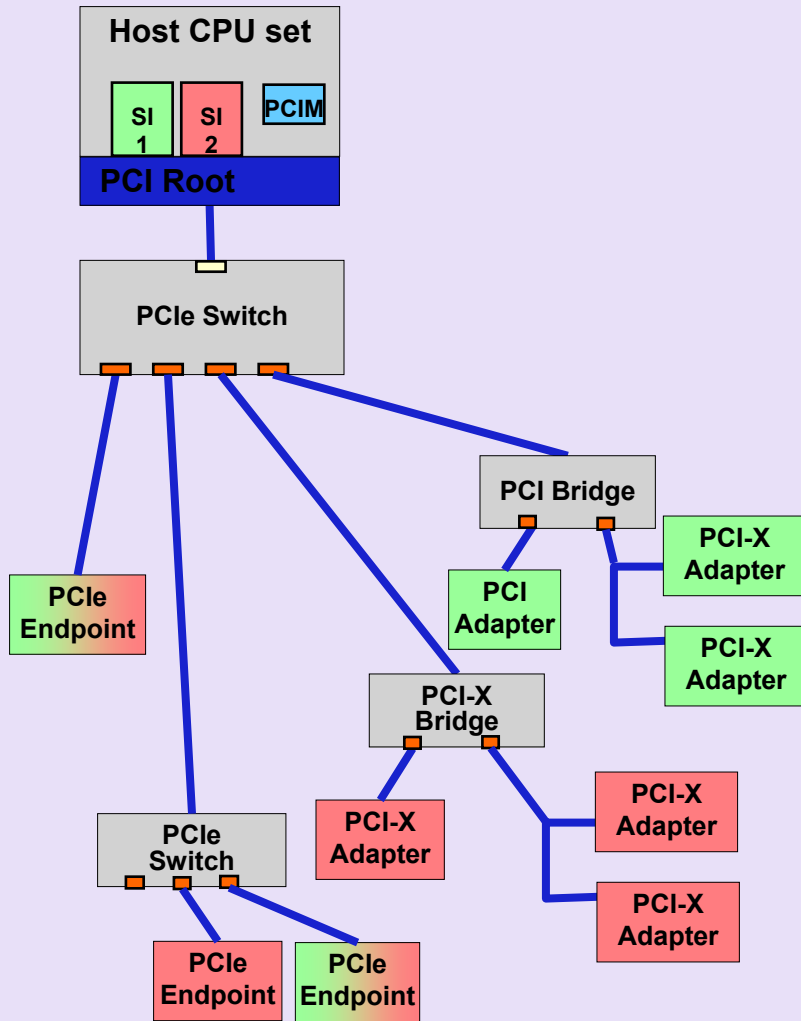 Host CPU set
SI
1
SI
2
PCIM
PCI Root
PCIe Switch
PCI Bridge
PCI-X
Adapter
PCI
Adapter
PCI-X
Adapter
PCIe
Endpoint
PCI-X
Bridge
PCI-X
Adapter
PCI-X
Adapter
PCIe
Switch
PCI-X
Adapter
PCIe
Endpoint
PCIe
Endpoint